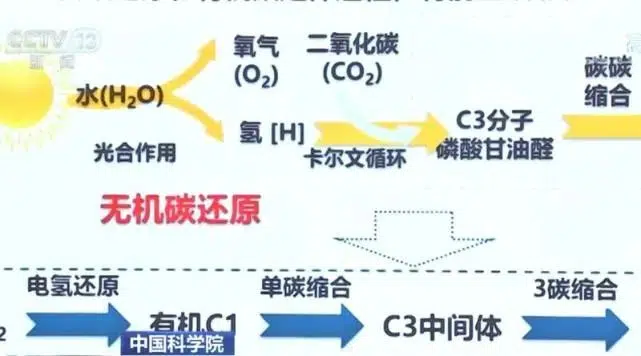 CCTV 13
新闻
氧气
(O₂)
二氧化碳
(CO₂)
碳碳
缩合
水(H₂O)
氢 [H]
C3分子
磷酸甘油醛
光合作用
卡尔文循环
无机碳还原
电氢还原
有机C1
单碳缩合
C3中间体
3碳缩合
2
中国科学院